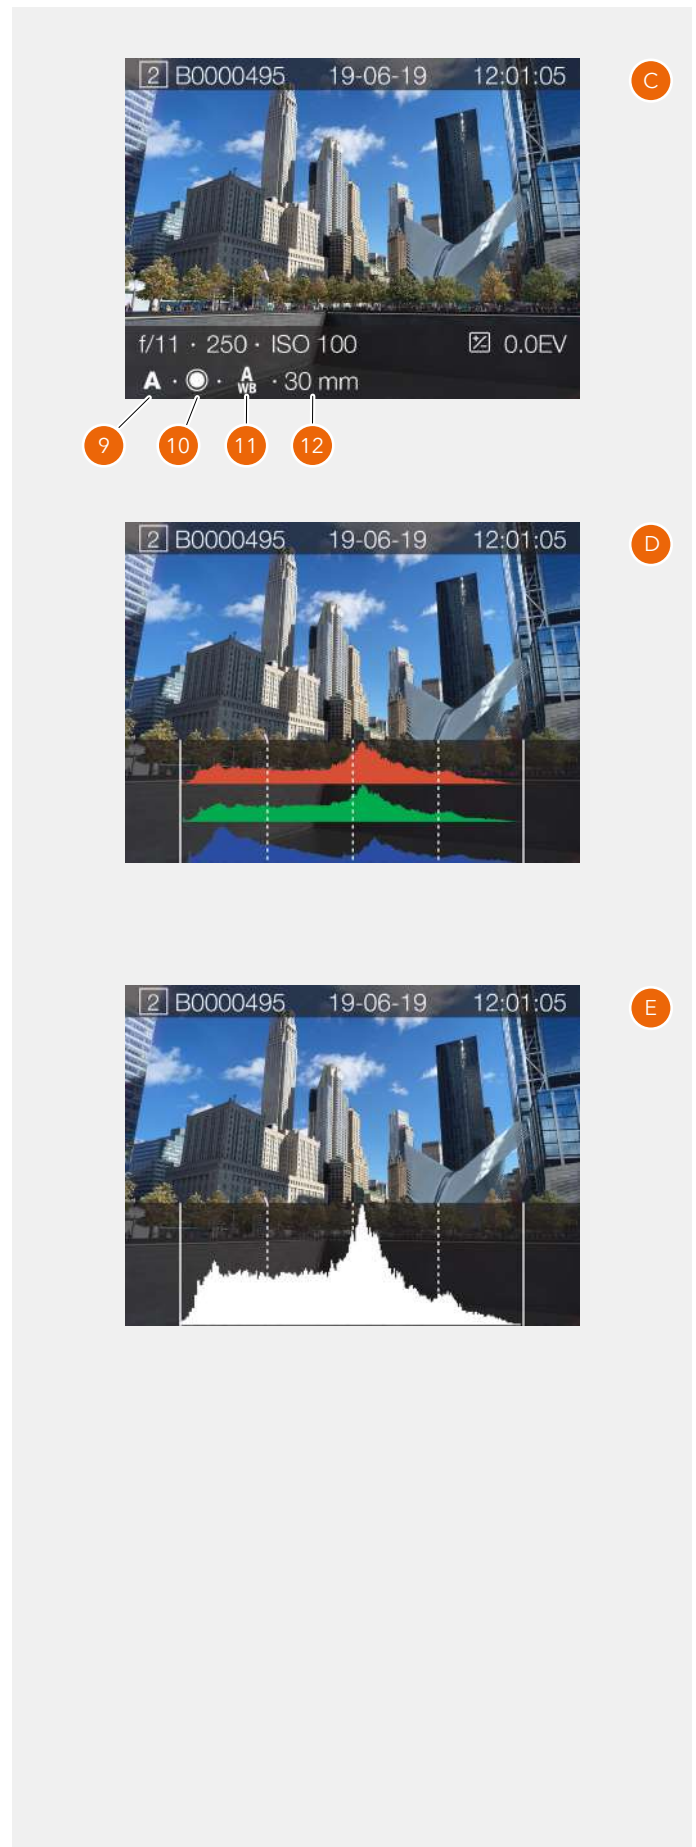 2 B0000495 19-06-19 12:01:05
C
f/11 · 250 · ISO 100 0.0EV
A · · A WB · 30 mm
9 10 11 12
2 B0000495 19-06-19 12:01:05
D
2 B0000495 19-06-19 12:01:05
E